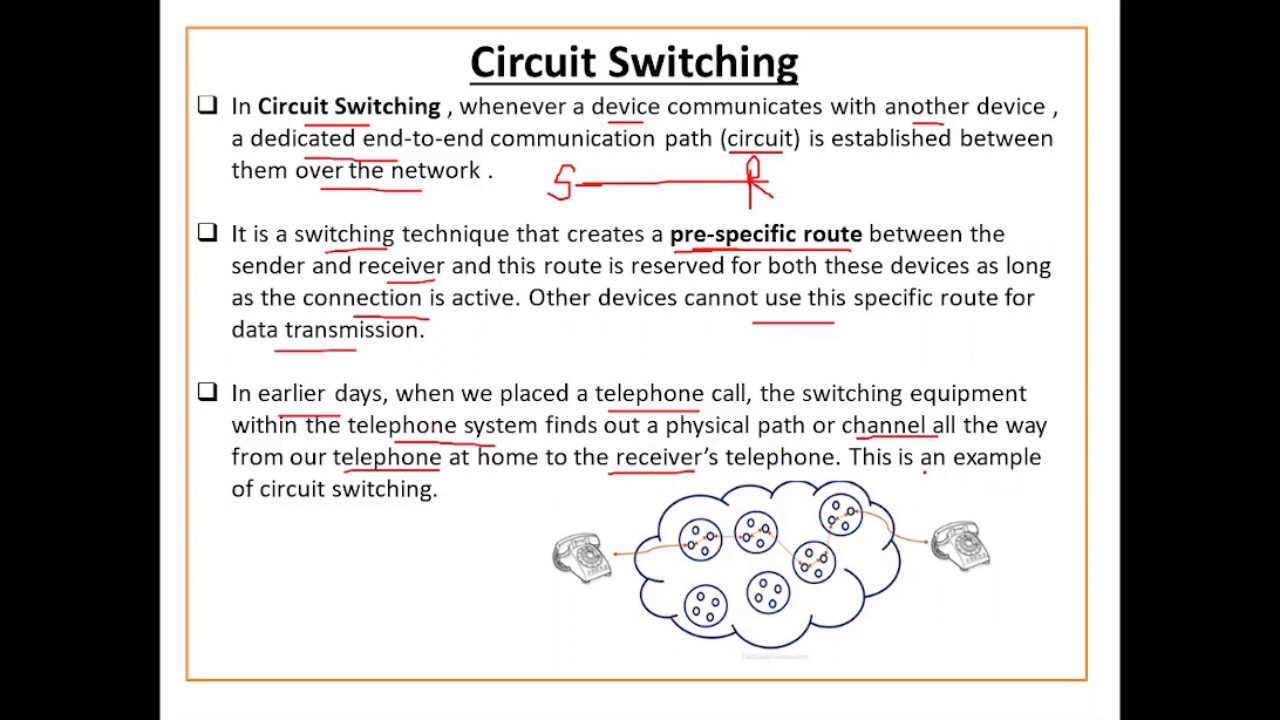 Circuit Switching
In Circuit Switching , whenever a device communicates with another device ,
a dedicated end-to-end communication path (circuit) is established between
them over the network .
S R
It is a switching technique that creates a pre-specific route between the
sender and receiver and this route is reserved for both these devices as long
as the connection is active. Other devices cannot use this specific route for
data transmission.
In earlier days, when we placed a telephone call, the switching equipment
within the telephone system finds out a physical path or channel all the way
from our telephone at home to the receiver’s telephone. This is an example
of circuit switching.